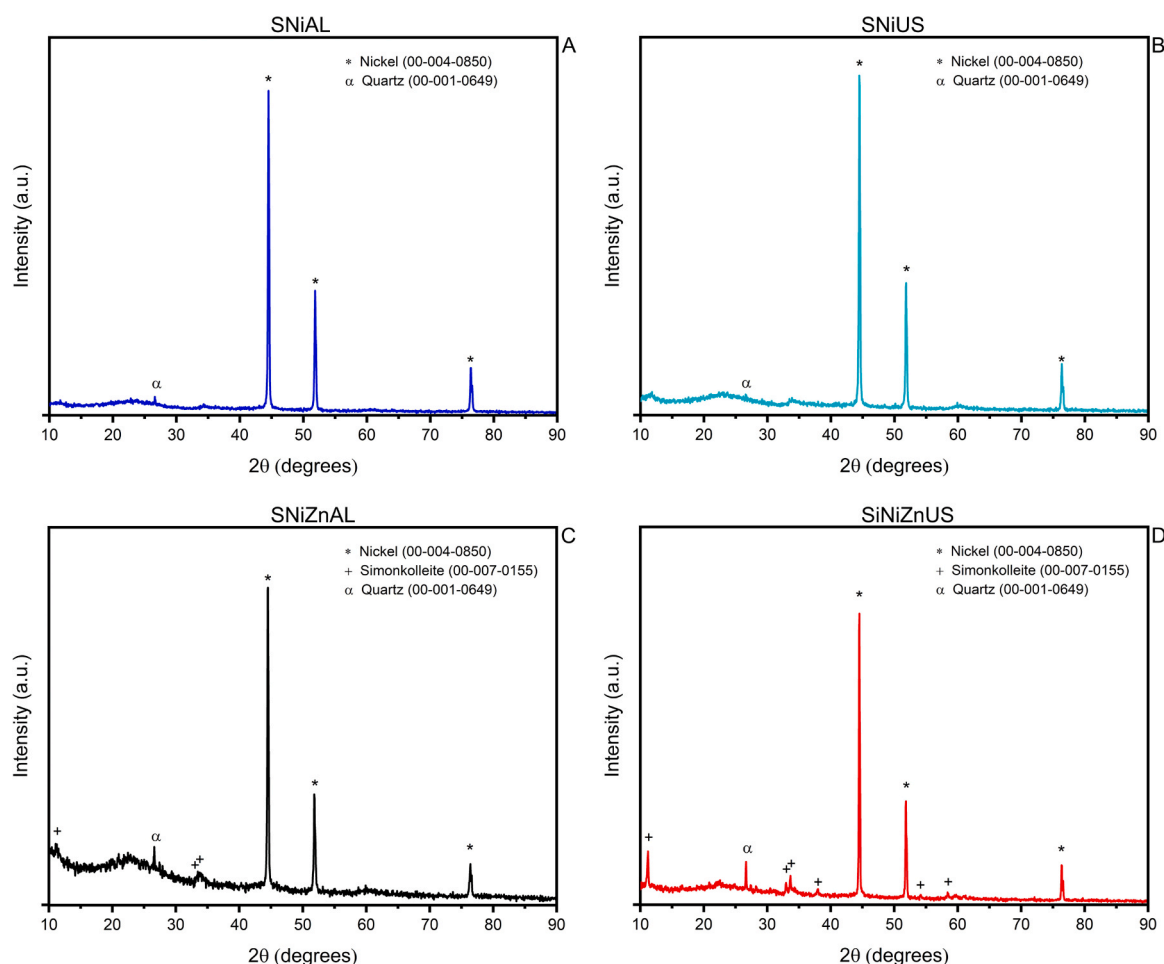 SNiAL
A
* Nickel (00-004-0850)
α Quartz (00-001-0649)
*
*
*
α
Intensity (a.u.)
10 20 30 40 50 60 70 80 90
2θ (degrees)
SNiUS
B
* Nickel (00-004-0850)
α Quartz (00-001-0649)
*
*
*
α
Intensity (a.u.)
10 20 30 40 50 60 70 80 90
2θ (degrees)
SNiZnAL
C
* Nickel (00-004-0850)
+ Simonkolleite (00-007-0155)
α Quartz (00-001-0649)
*
*
*
+ α + +
Intensity (a.u.)
10 20 30 40 50 60 70 80 90
2θ (degrees)
SiNiZnUS
D
* Nickel (00-004-0850)
+ Simonkolleite (00-007-0155)
α Quartz (00-001-0649)
*
*
*
+ α + + + + +
Intensity (a.u.)
10 20 30 40 50 60 70 80 90
2θ (degrees)